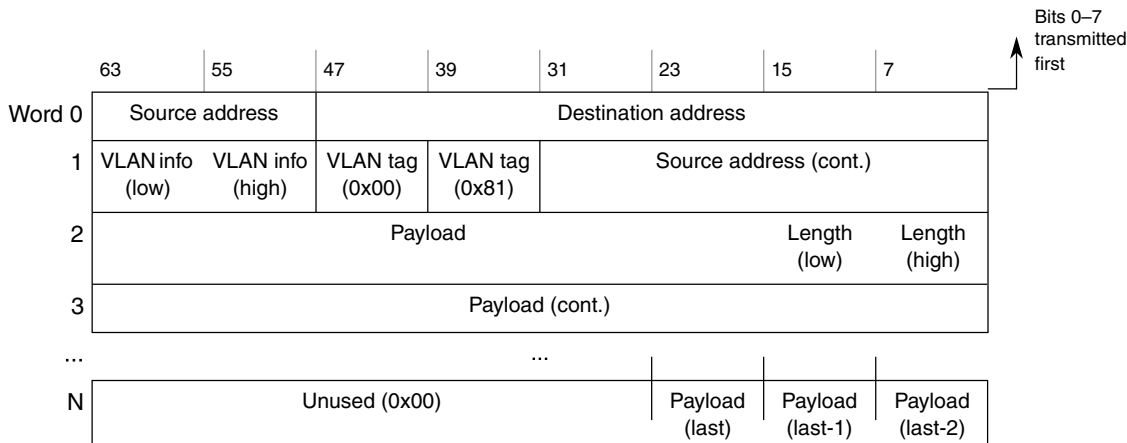 Bits 0–7
transmitted
first
63 55 47 39 31 23 15 7
Word 0 Source address Destination address
1 VLAN info VLAN info VLAN tag VLAN tag Source address (cont.)
(low) (high) (0x00) (0x81)
2 Payload Length Length
(low) (high)
3 Payload (cont.)
... ...
N Unused (0x00) Payload Payload Payload
(last) (last-1) (last-2)